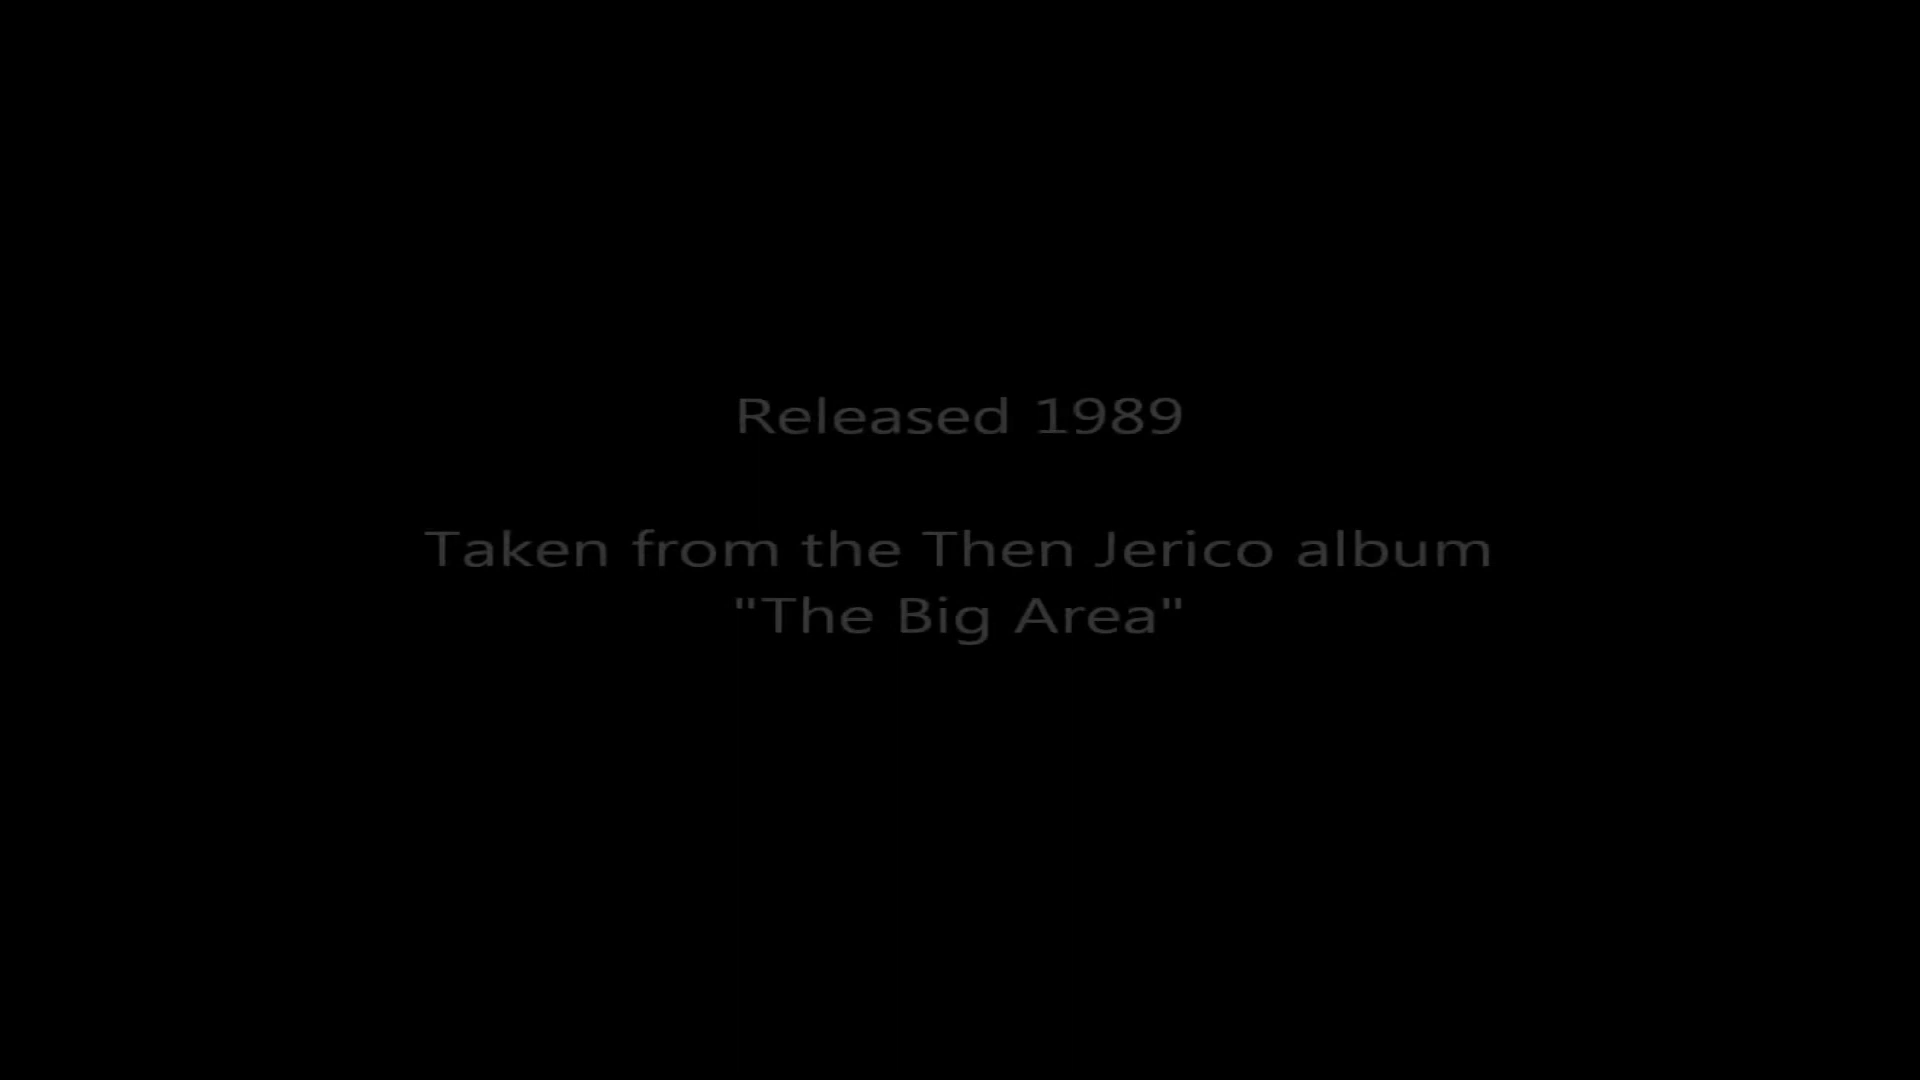 Released 1989
Taken from the Then Jerico album
"The Big Area"